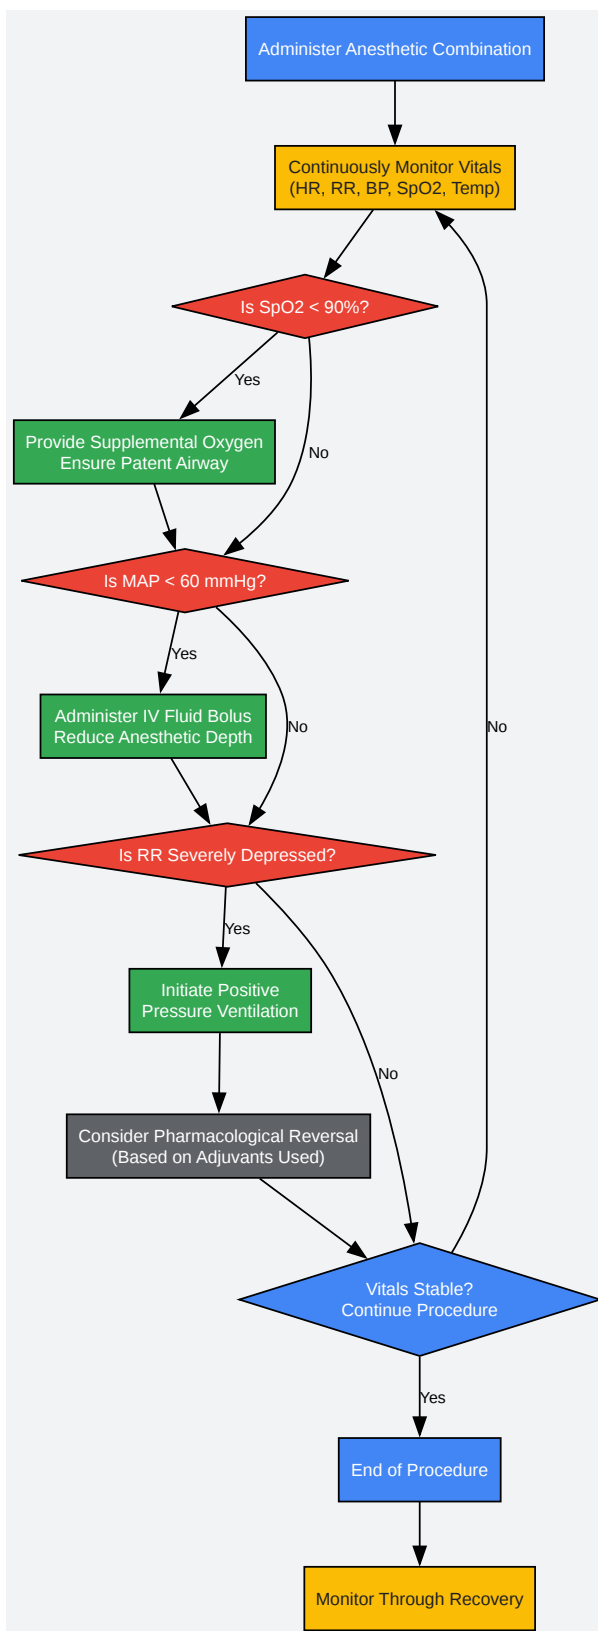 Administer Anesthetic Combination
Continuously Monitor Vitals
(HR, RR, BP, SpO2, Temp)
Is SpO2 < 90%?
Yes
Provide Supplemental Oxygen
Ensure Patent Airway
No
Is MAP < 60 mmHg?
Yes
Administer IV Fluid Bolus
Reduce Anesthetic Depth
No
No
Is RR Severely Depressed?
Yes
Initiate Positive
Pressure Ventilation
No
Consider Pharmacological Reversal
(Based on Adjuvants Used)
Vitals Stable?
Continue Procedure
Yes
End of Procedure
Monitor Through Recovery